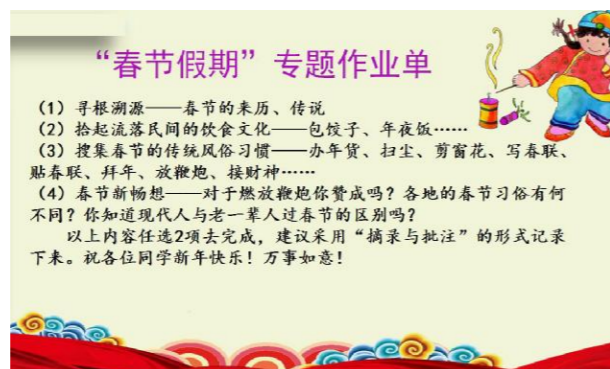 “春节假期”专题作业单
（1）寻根溯源——春节的来历、传说
（2）拾起流落民间的饮食文化——包饺子、年夜饭……
（3）搜集春节的传统风俗习惯——办年货、扫尘、剪窗花、写春联、
贴春联、拜年、放鞭炮、接财神……
（4）春节新畅想——对于燃放鞭炮你赞成吗？各地的春节习俗有何
不同？你知道现代人与老一辈人过春节的区别吗？
以上内容任选2项去完成，建议采用“摘录与批注”的形式记录
下来。祝各位同学新年快乐！万事如意！